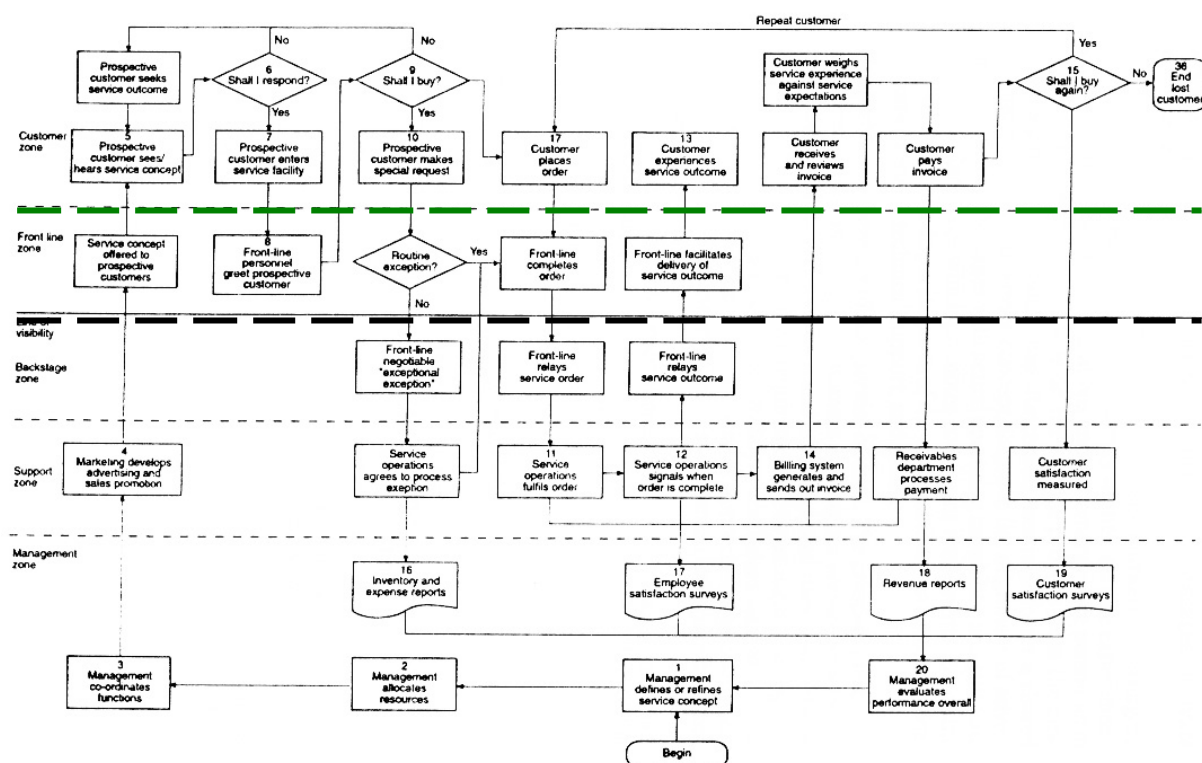 Repeat customer
No
No
Yes
Prospective
customer seeks
service outcome
6
Shall I respond?
9
Shall I buy?
Customer weighs
service experience
against service
expectations
15
Shall I buy
again?
No
36
End
lost
customer
Yes
Yes
Customer
zone
5
Prospective
customer sees/
hears service concept
7
Prospective
customer enters
service facility
10
Prospective
customer makes
special request
17
Customer
places
order
13
Customer
experiences
service outcome
Customer
receives
and reviews
invoice
Customer
pays
invoice
Front line
zone
Service concept
offered to
prospective
customers
8
Front-line
personnel
greet prospective
customer
Routine
exception?
Yes
No
Front-line
completes
order
Front-line facilitates
delivery of
service outcome
visibility
Backstage
zone
Front-line
negotiable
"exceptional
exception"
Front-line
relays
service order
Front-line
relays
service outcome
Support
zone
4
Marketing develops
advertising and
sales promotion
Service
operations
agrees to process
exeption
11
Service
operations
fulfils order
12
Service operations
signals when
order is complete
14
Billing system
generates and
sends out invoice
Receivables
department
processes
payment
Customer
satisfaction
measured
Management
zone
16
Inventory and
expense reports
17
Employee
satisfaction surveys
18
Revenue reports
19
Customer
satisfaction surveys
3
Management
co-ordinates
functions
2
Management
allocates
resources
1
Management
defines or refines
service concept
20
Management
evaluates
performance overall
Begin